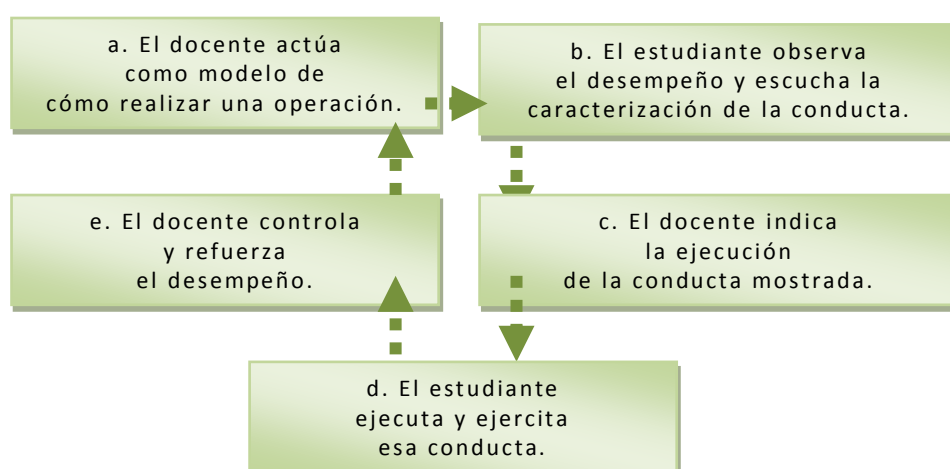 a. El docente actúa
como modelo de
cómo realizar una operación.
b. El estudiante observa
el desempeño y escucha la
caracterización de la conducta.
c. El docente indica
la ejecución
de la conducta mostrada.
d. El estudiante
ejecuta y ejercita
esa conducta.
e. El docente controla
y refuerza
el desempeño.